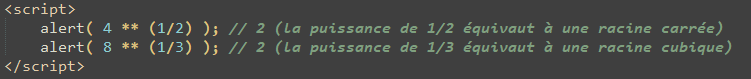 <script>
    alert( 4 ** (1/2) ); // 2 (la puissance de 1/2 équivaut à une racine carrée)
    alert( 8 ** (1/3) ); // 2 (la puissance de 1/3 équivaut à une racine cubique)
</script>